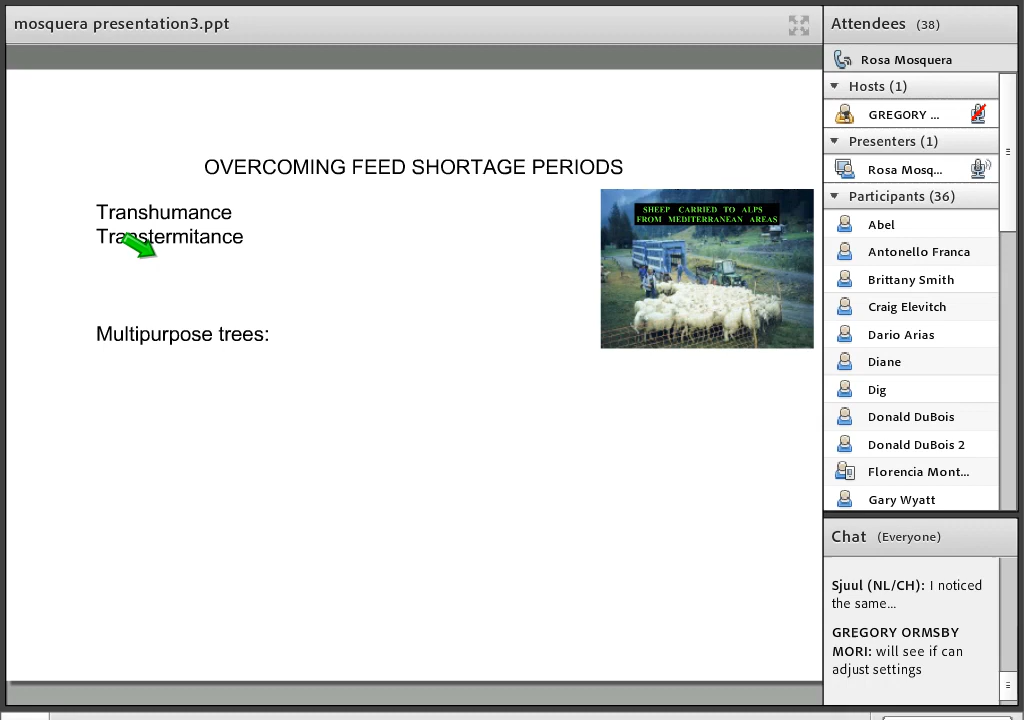 mosquera presentation3.ppt
OVERCOMING FEED SHORTAGE PERIODS
Transhumance
Transtermitance
SHEEP CARRIED TO ALPS
FROM MEDITERRANEAN AREAS
Multipurpose trees:
Attendees (38)
Rosa Mosquera
Hosts (1)
GREGORY ...
Presenters (1)
Rosa Mosq...
Participants (36)
Abel
Antonello Franca
Brittany Smith
Craig Elevitch
Dario Arias
Diane
Dig
Donald DuBois
Donald DuBois 2
Florencia Mont...
Gary Wyatt
Chat (Everyone)
Sjuul (NL/CH): I noticed
the same...
GREGORY ORMSBY
MORI: will see if can
adjust settings